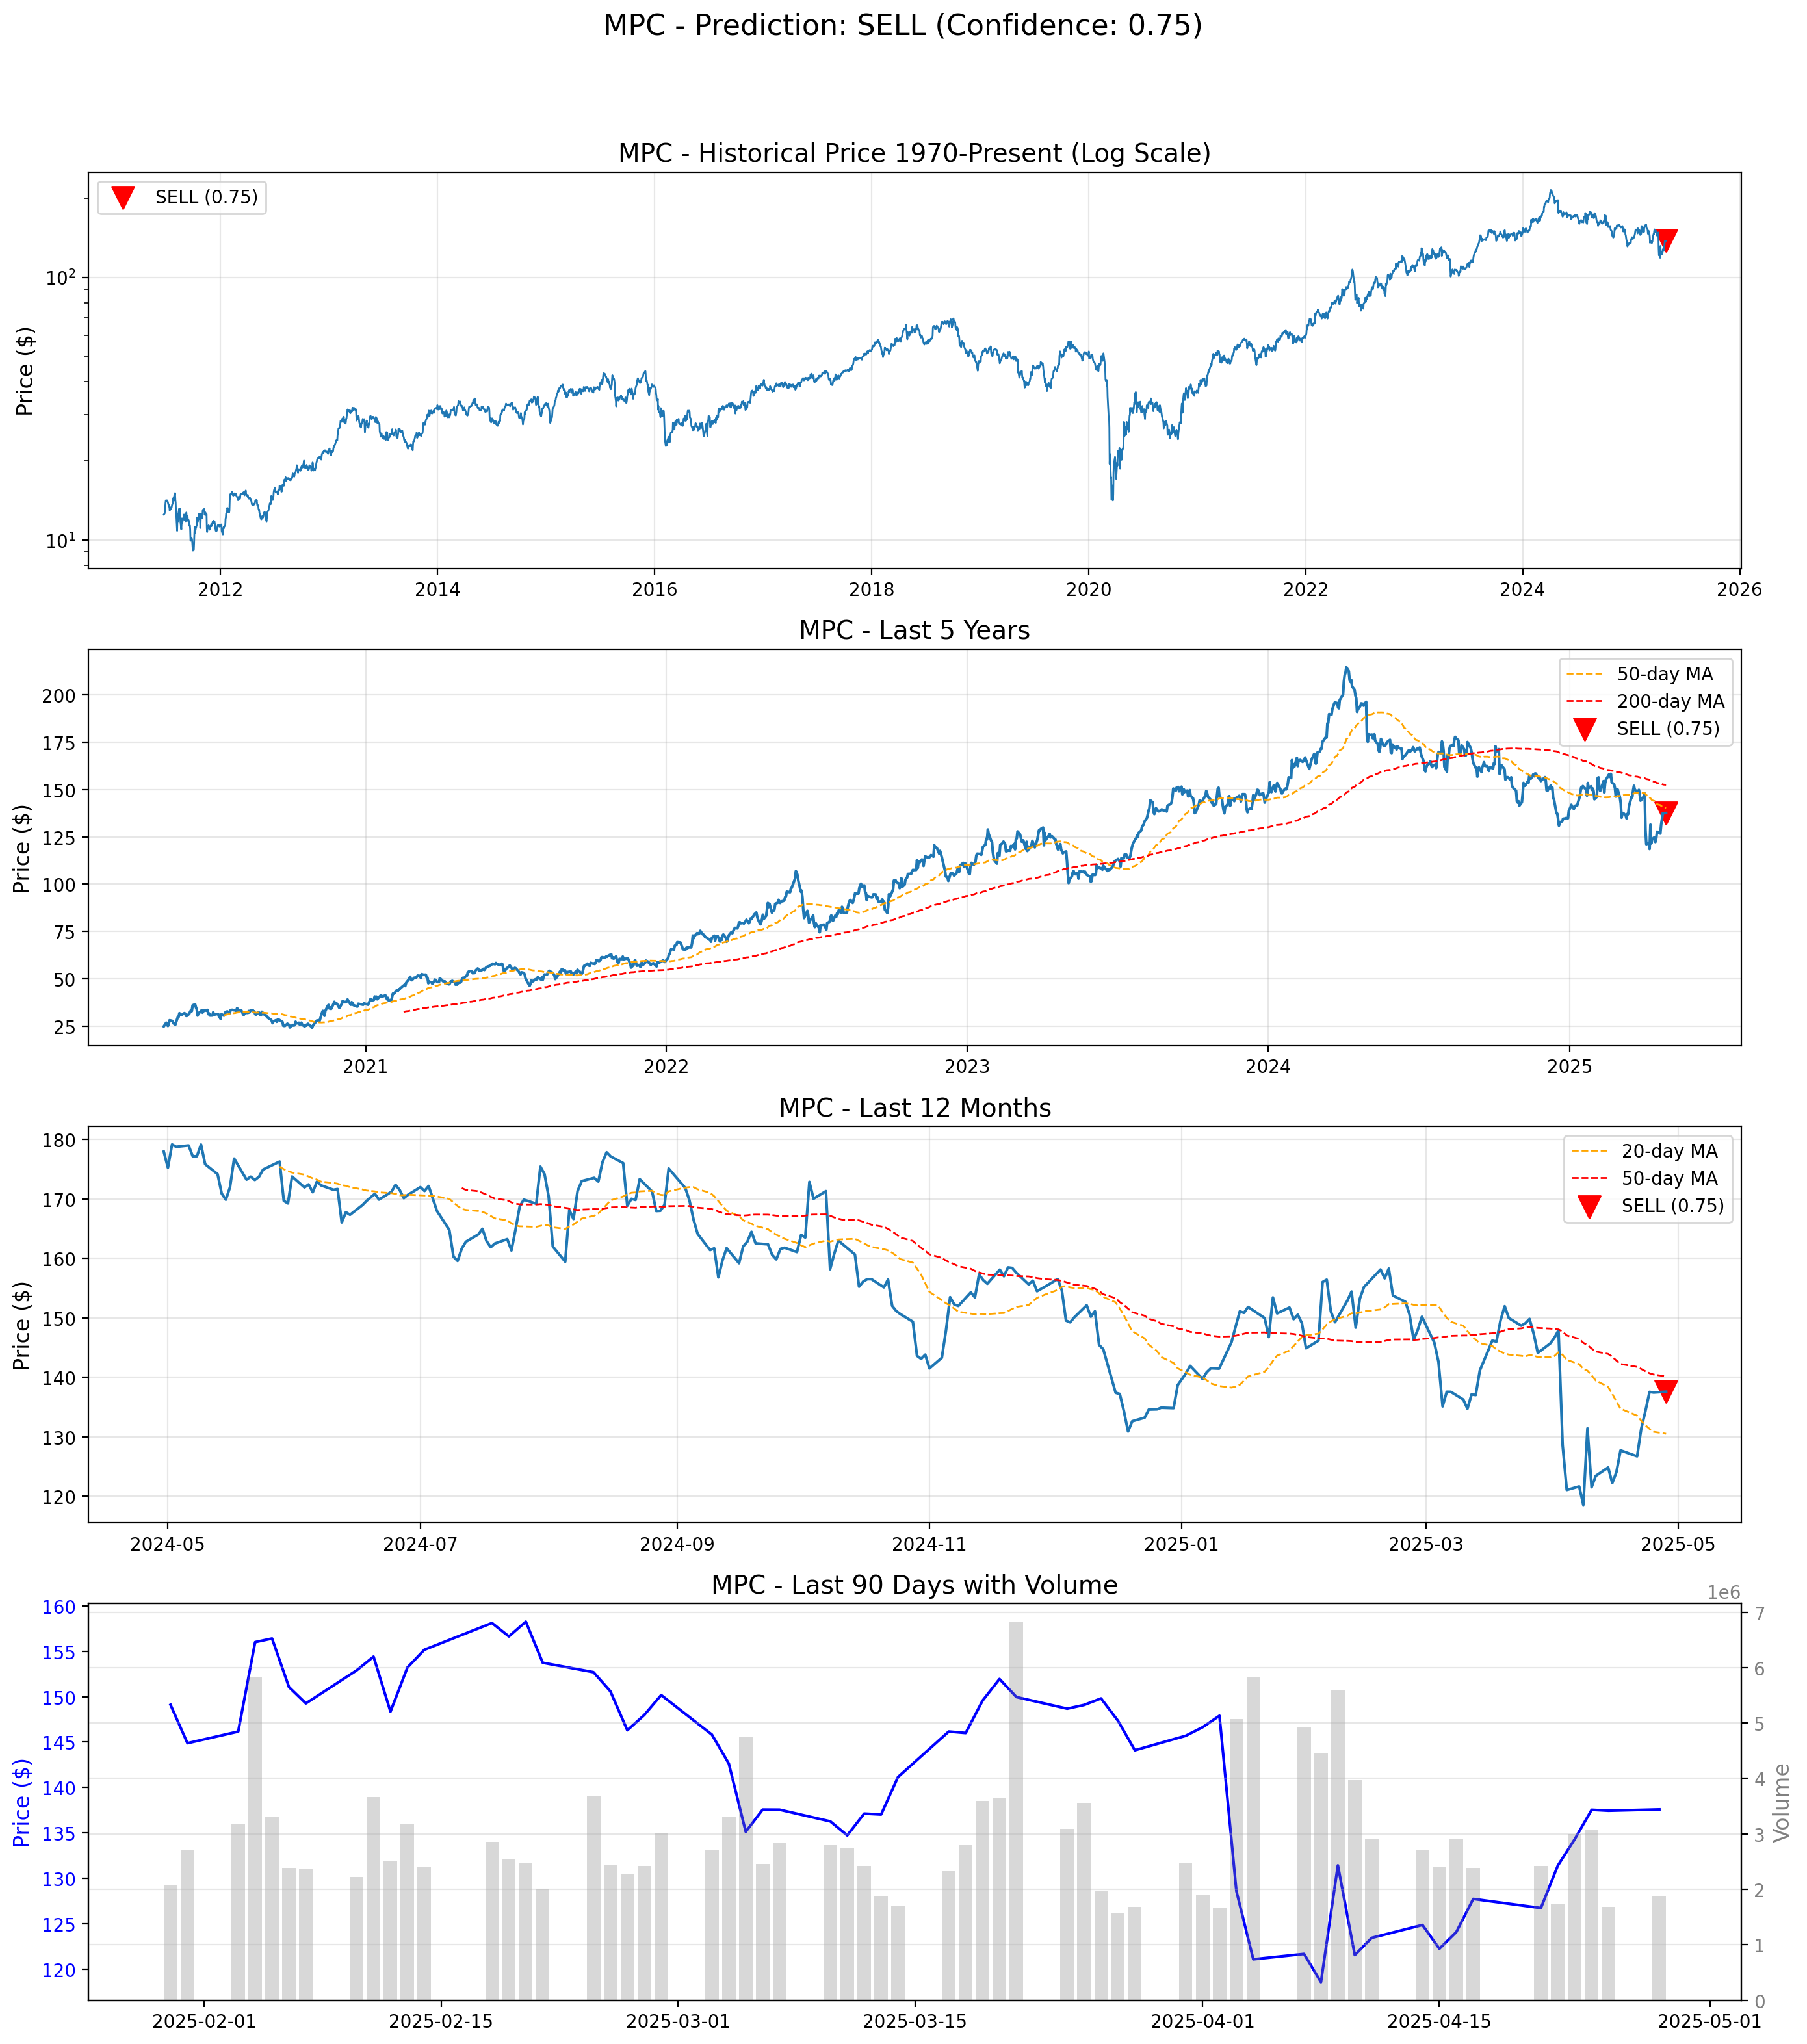 MPC - Prediction: SELL (Confidence: 0.75)
MPC - Historical Price 1970-Present (Log Scale)
SELL (0.75)
Price ($)
10²
10¹
2012 2014 2016 2018 2020 2022 2024 2026
MPC - Last 5 Years
50-day MA
200-day MA
SELL (0.75)
Price ($)
200
175
150
125
100
75
50
25
2021 2022 2023 2024 2025
MPC - Last 12 Months
20-day MA
50-day MA
SELL (0.75)
Price ($)
180
170
160
150
140
130
120
2024-05 2024-07 2024-09 2024-11 2025-01 2025-03 2025-05
MPC - Last 90 Days with Volume
1e6
Price ($)
160
155
150
145
140
135
130
125
120
7
6
5
4
3
2
1
0
Volume
2025-02-01 2025-02-15 2025-03-01 2025-03-15 2025-04-01 2025-04-15 2025-05-01